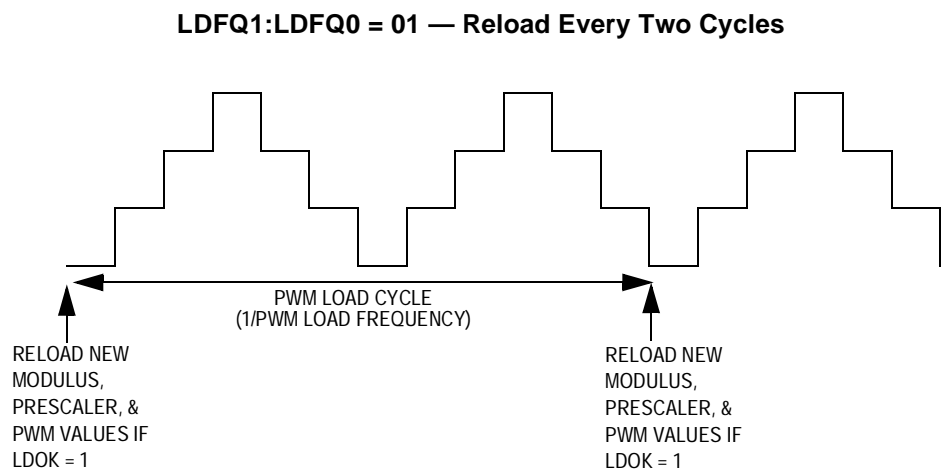 LDFQ1:LDFQ0 = 01 — Reload Every Two Cycles
PWM LOAD CYCLE
(1/PWM LOAD FREQUENCY)
RELOAD NEW
MODULUS,
PRESCALER, &
PWM VALUES IF
LDOK = 1
RELOAD NEW
MODULUS,
PRESCALER, &
PWM VALUES IF
LDOK = 1